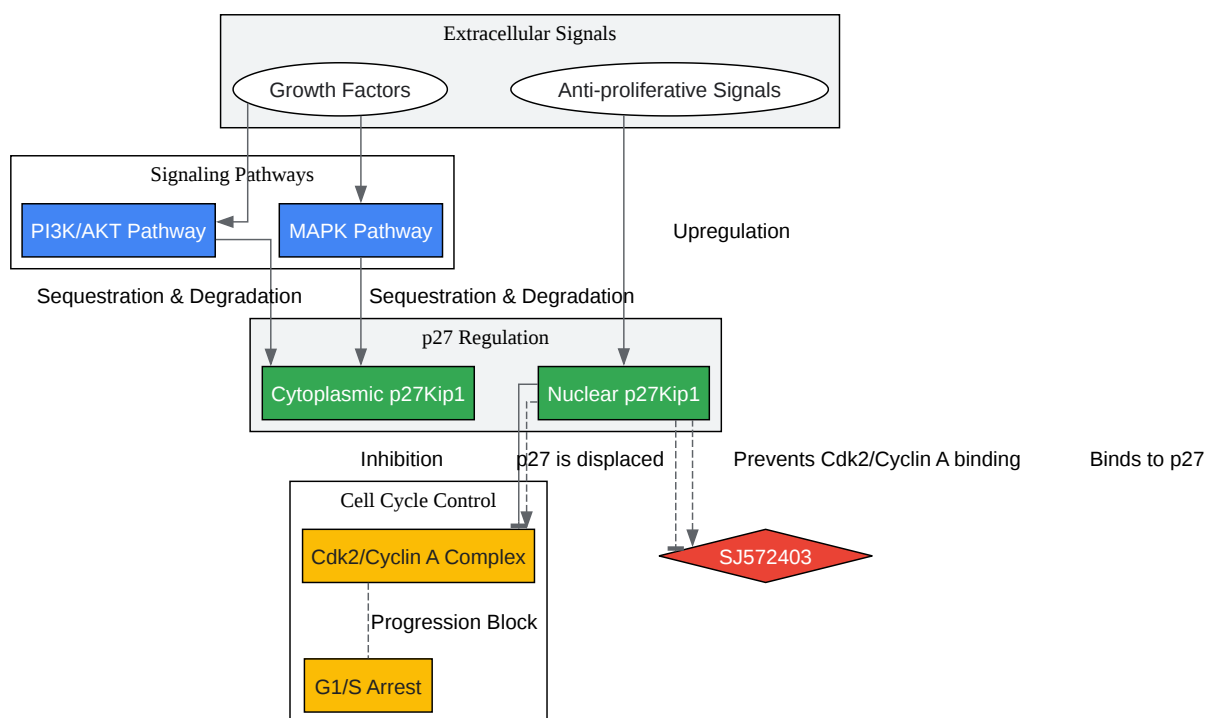 Extracellular Signals
Growth Factors
Anti-proliferative Signals
Signaling Pathways
PI3K/AKT Pathway
MAPK Pathway
Upregulation
Sequestration & Degradation
Sequestration & Degradation
p27 Regulation
Cytoplasmic p27Kip1
Nuclear p27Kip1
Inhibition
p27 is displaced
Prevents Cdk2/Cyclin A binding
Binds to p27
Cell Cycle Control
Cdk2/Cyclin A Complex
SJ572403
Progression Block
G1/S Arrest